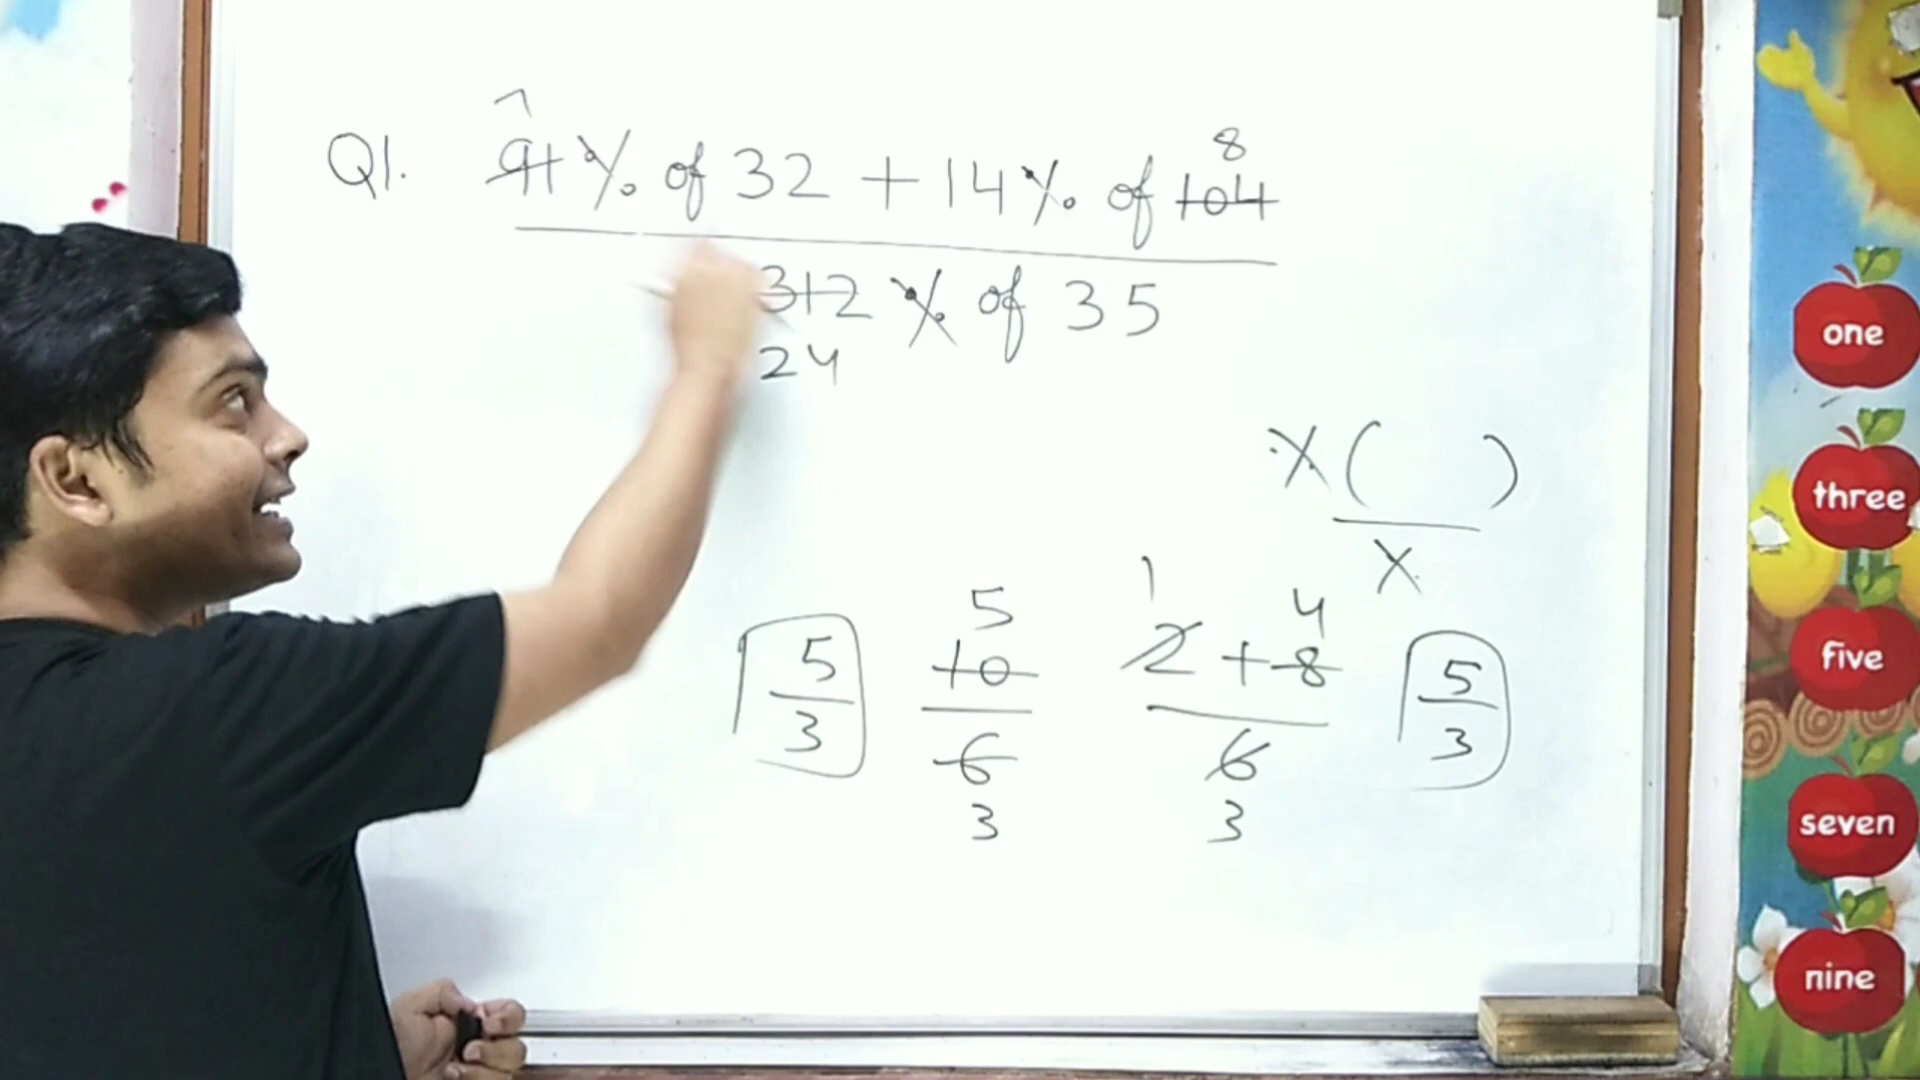 8
Q1. 91% of 32 + 14% of 104
312 % of 35
24
%( )
%
5 1 4
5 10 2 + 8 5
3 6 6 3
3 3
one
three
five
seven
nine